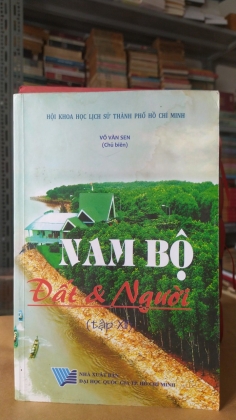 HỘI KHOA HỌC LỊCH SỬ THÀNH PHỐ HỒ CHÍ MINH
VÕ VĂN SEN
(Chủ biên)
NAM BỘ
Đất & Người
(tập X
NHÀ XUẤT BẢN
ĐẠI HỌC QUỐC GIA TP HỒ CHÍ MINH